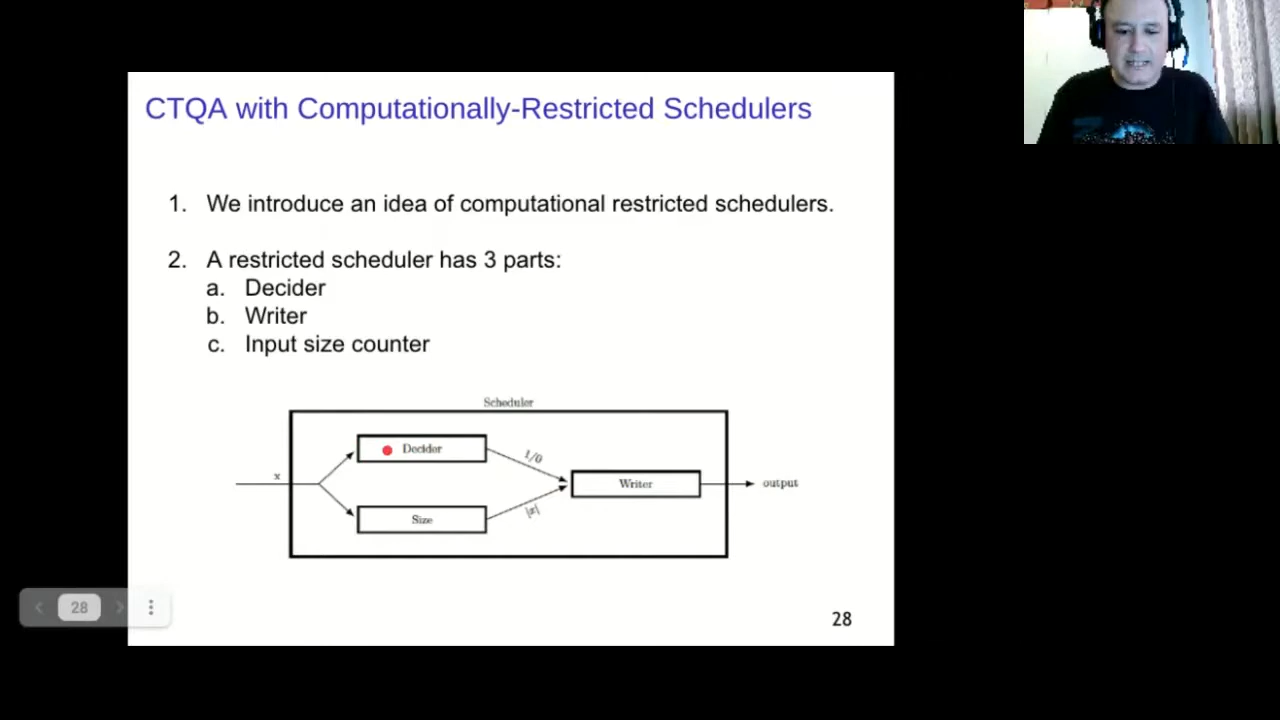 CTQA with Computationally-Restricted Schedulers
1. We introduce an idea of computational restricted schedulers.
2. A restricted scheduler has 3 parts:
a. Decider
b. Writer
c. Input size counter
Scheduler
Decider
1/0
x
Writer
output
Size
|x|
28
28